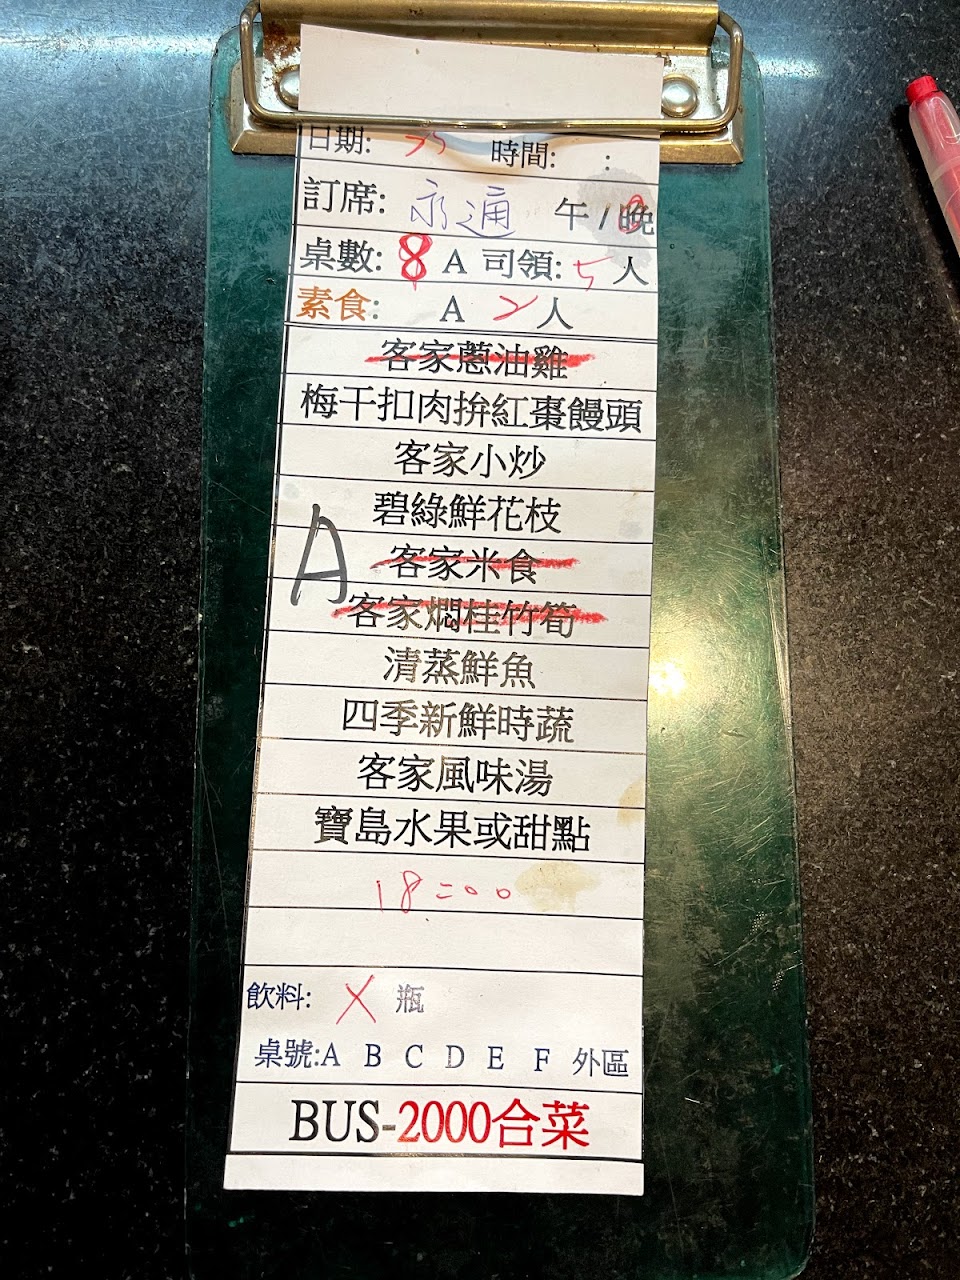 日期: 25 時間: :
訂席: 永通 午 / 晚
桌數: 8 A 司領: 5 人
素食: A 2 人
客家蔥油雞
梅干扣肉拚紅棗饅頭
客家小炒
碧綠鮮花枝
客家米食
A
客家燜桂竹筍
清蒸鮮魚
四季新鮮時蔬
客家風味湯
寶島水果或甜點
18:00
飲料: X 瓶
桌號:A B C D E F 外區
BUS-2000合菜